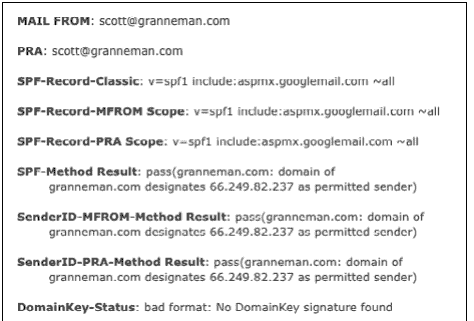 MAIL FROM: scott@granneman.com
PRA: scott@granneman.com
SPF-Record-Classic: v=spf1 include:aspmx.googlemail.com ~all
SPF-Record-MFROM Scope: v=spf1 include:aspmx.googlemail.com ~all
SPF-Record-PRA Scope: v=spf1 include:aspmx.googlemail.com ~all
SPF-Method Result: pass(granneman.com: domain of
granneman.com designates 66.249.82.237 as permitted sender)
SenderID-MFROM-Method Result: pass(granneman.com: domain of
granneman.com designates 66.249.82.237 as permitted sender)
SenderID-PRA-Method Result: pass(granneman.com: domain of
granneman.com designates 66.249.82.237 as permitted sender)
DomainKey-Status: bad format: No DomainKey signature found